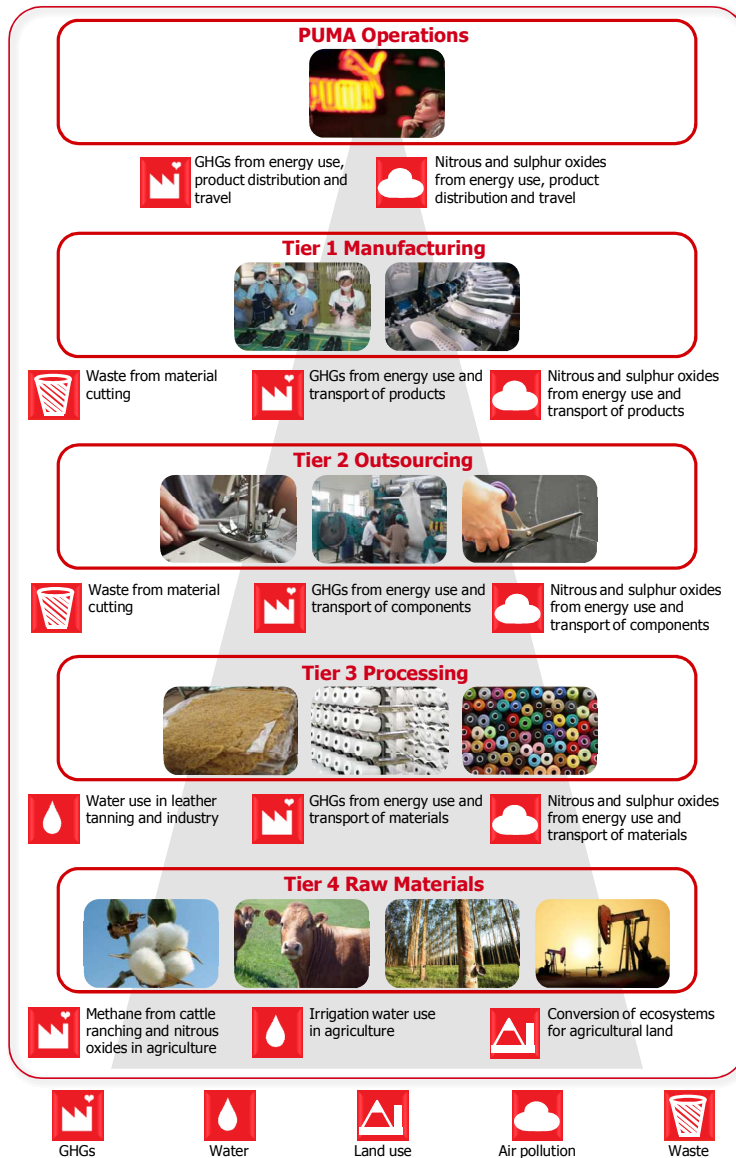 PUMA Operations
PUMA
GHGs from energy use,
product distribution and
travel
Nitrous and sulphur oxides
from energy use, product
distribution and travel
Tier 1 Manufacturing
Waste from material
cutting
GHGs from energy use and
transport of products
Nitrous and sulphur oxides
from energy use and
transport of products
Tier 2 Outsourcing
Waste from material
cutting
GHGs from energy use and
transport of components
Nitrous and sulphur oxides
from energy use and
transport of components
Tier 3 Processing
Water use in leather
tanning and industry
GHGs from energy use and
transport of materials
Nitrous and sulphur oxides
from energy use and
transport of materials
Tier 4 Raw Materials
Methane from cattle
ranching and nitrous
oxides in agriculture
Irrigation water use
in agriculture
Conversion of ecosystems
for agricultural land
GHGs
Water
Land use
Air pollution
Waste